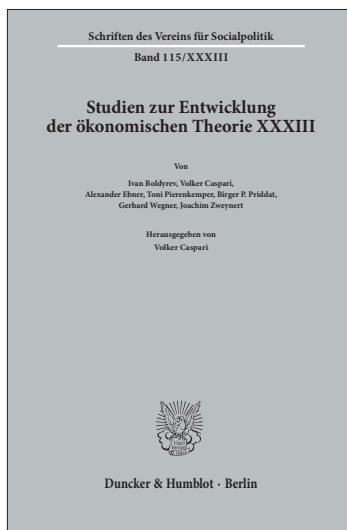 Schriften des Vereins für Socialpolitik
Band 115/XXXIII
Studien zur Entwicklung
der ökonomischen Theorie XXXIII
Von
Ivan Boldyrev, Volker Caspari,
Alexander Ebner, Toni Pierenkemper, Birger P. Priddat,
Gerhard Wegner, Joachim Zweynert
Herausgegeben von
Volker Caspari
Duncker & Humblot · Berlin